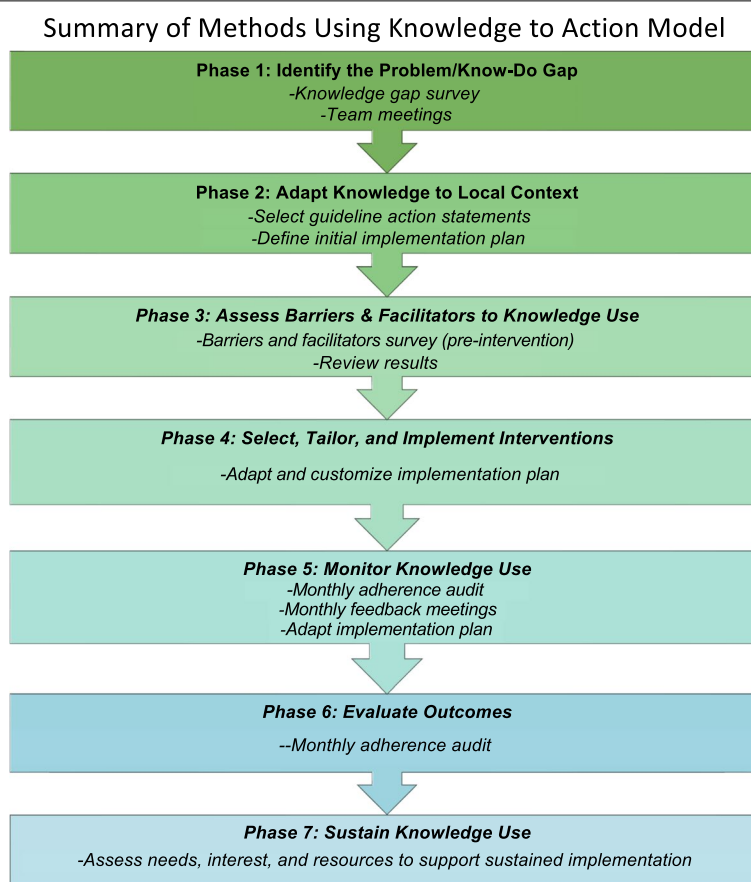 Summary of Methods Using Knowledge to Action Model
Phase 1: Identify the Problem/Know-Do Gap
-Knowledge gap survey
-Team meetings
Phase 2: Adapt Knowledge to Local Context
-Select guideline action statements
-Define initial implementation plan
Phase 3: Assess Barriers & Facilitators to Knowledge Use
-Barriers and facilitators survey (pre-intervention)
-Review results
Phase 4: Select, Tailor, and Implement Interventions
-Adapt and customize implementation plan
Phase 5: Monitor Knowledge Use
-Monthly adherence audit
-Monthly feedback meetings
-Adapt implementation plan
Phase 6: Evaluate Outcomes
--Monthly adherence audit
Phase 7: Sustain Knowledge Use
-Assess needs, interest, and resources to support sustained implementation